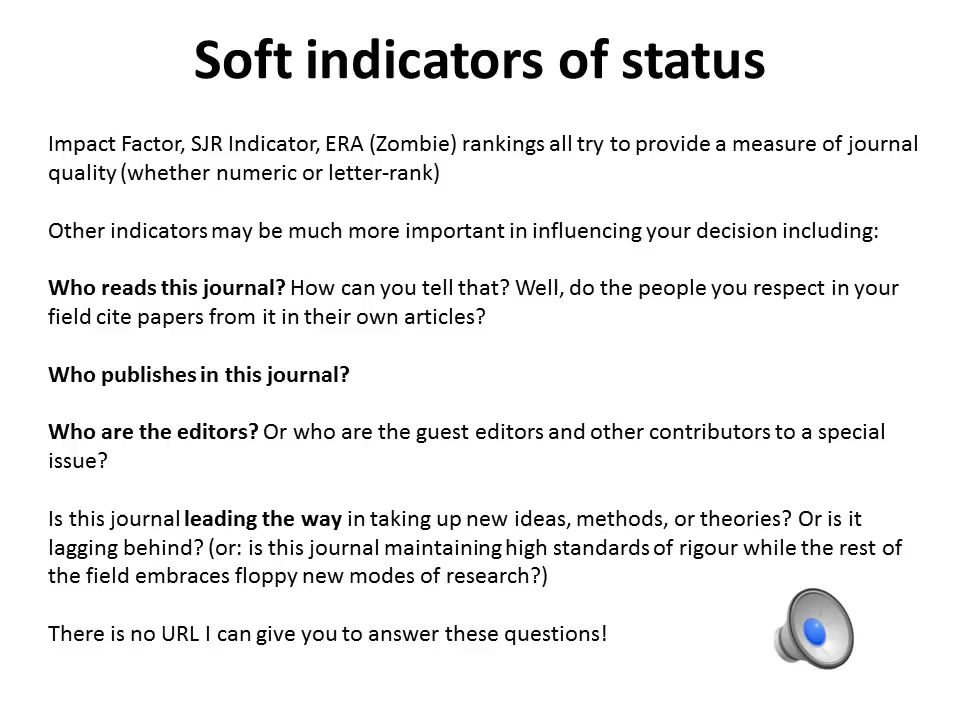 Soft indicators of status
Impact Factor, SJR Indicator, ERA (Zombie) rankings all try to provide a measure of journal
quality (whether numeric or letter-rank)
Other indicators may be much more important in influencing your decision including:
Who reads this journal? How can you tell that? Well, do the people you respect in your
field cite papers from it in their own articles?
Who publishes in this journal?
Who are the editors? Or who are the guest editors and other contributors to a special
issue?
Is this journal leading the way in taking up new ideas, methods, or theories? Or is it
lagging behind? (or: is this journal maintaining high standards of rigour while the rest of
the field embraces floppy new modes of research?)
There is no URL I can give you to answer these questions!